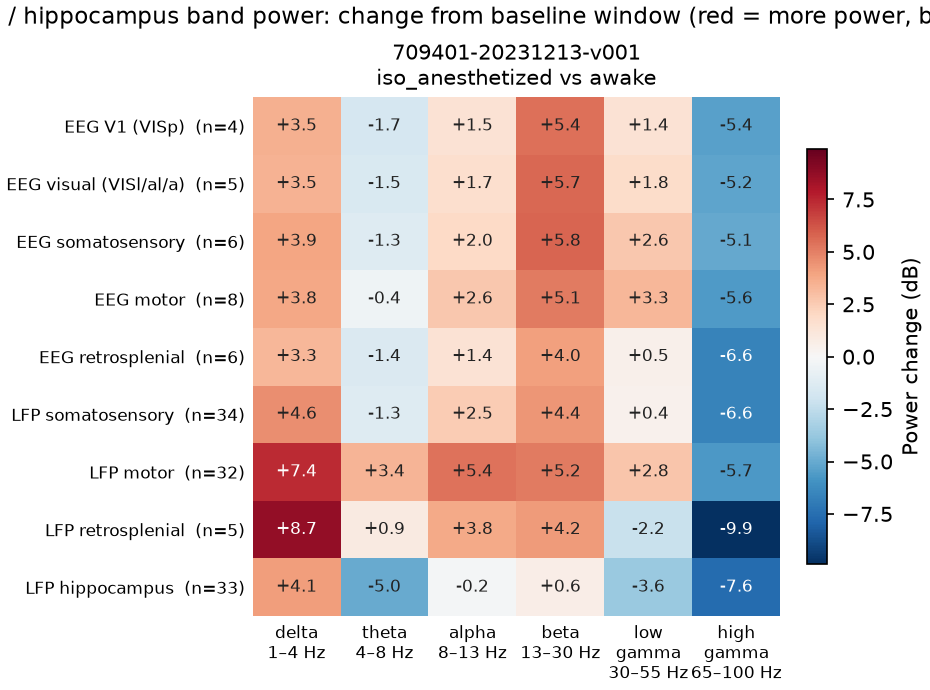 / hippocampus band power: change from baseline window (red = more power, b
709401-20231213-v001
iso_anesthetized vs awake
EEG V1 (VISp) (n=4) +3.5 -1.7 +1.5 +5.4 +1.4 -5.4
EEG visual (VISl/al/a) (n=5) +3.5 -1.5 +1.7 +5.7 +1.8 -5.2
EEG somatosensory (n=6) +3.9 -1.3 +2.0 +5.8 +2.6 -5.1
EEG motor (n=8) +3.8 -0.4 +2.6 +5.1 +3.3 -5.6
EEG retrosplenial (n=6) +3.3 -1.4 +1.4 +4.0 +0.5 -6.6
LFP somatosensory (n=34) +4.6 -1.3 +2.5 +4.4 +0.4 -6.6
LFP motor (n=32) +7.4 +3.4 +5.4 +5.2 +2.8 -5.7
LFP retrosplenial (n=5) +8.7 +0.9 +3.8 +4.2 -2.2 -9.9
LFP hippocampus (n=33) +4.1 -5.0 -0.2 +0.6 -3.6 -7.6
delta theta alpha beta low high
1–4 Hz 4–8 Hz 8–13 Hz 13–30 Hz gamma gamma
30–55 Hz 65–100 Hz
7.5
5.0
2.5
0.0
−2.5
−5.0
−7.5
Power change (dB)